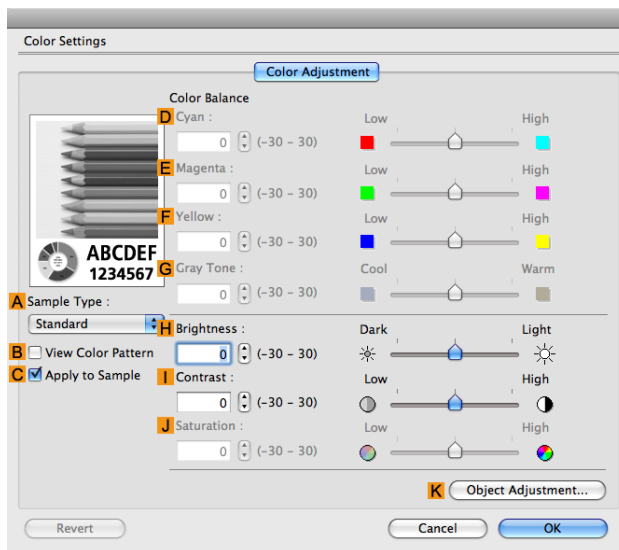 Color Settings
Color Adjustment
Color Balance
D Cyan : Low High
0 (-30 – 30)
E Magenta : Low High
0 (-30 – 30)
F Yellow : Low High
0 (-30 – 30)
ABCDEF
1234567
G Gray Tone : Cool Warm
0 (-30 – 30)
A Sample Type :
Standard
H Brightness : Dark Light
0 (-30 – 30)
B View Color Pattern
C Apply to Sample
I Contrast : Low High
0 (-30 – 30)
J Saturation : Low High
0 (-30 – 30)
K Object Adjustment...
Revert Cancel OK